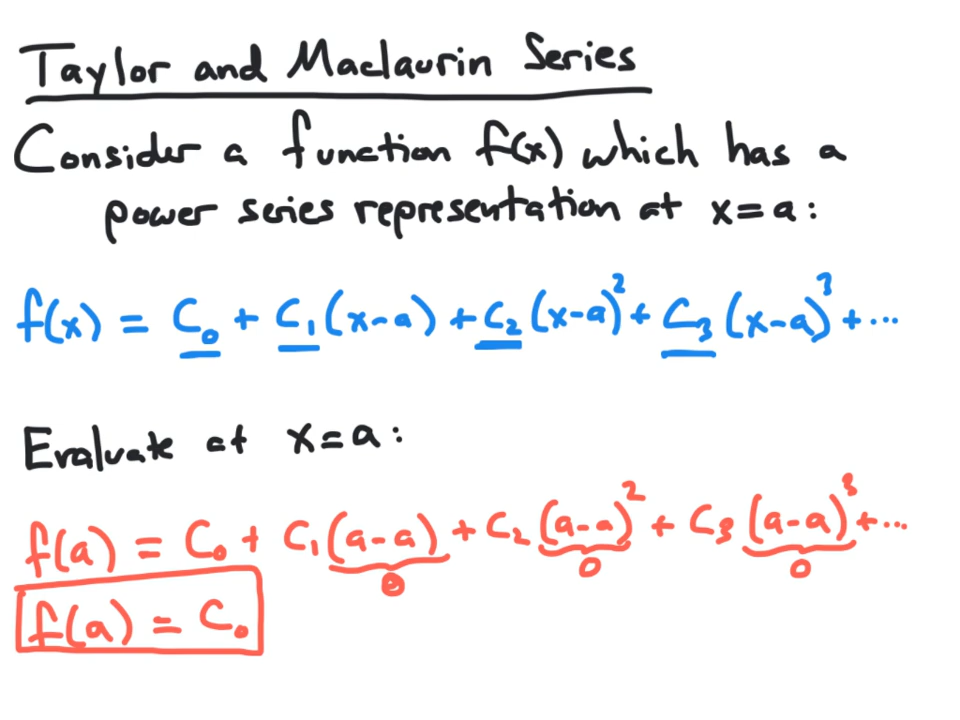 Taylor and Maclaurin Series
Consider a function f(x) which has a
power series representation at x=a:
f(x) = C₀ + C₁(x-a) + C₂(x-a)² + C₃(x-a)³ + ...
Evaluate at x=a:
f(a) = C₀ + C₁(a-a) + C₂(a-a)² + C₃(a-a)³ + ...
0 0 0
f(a) = C₀